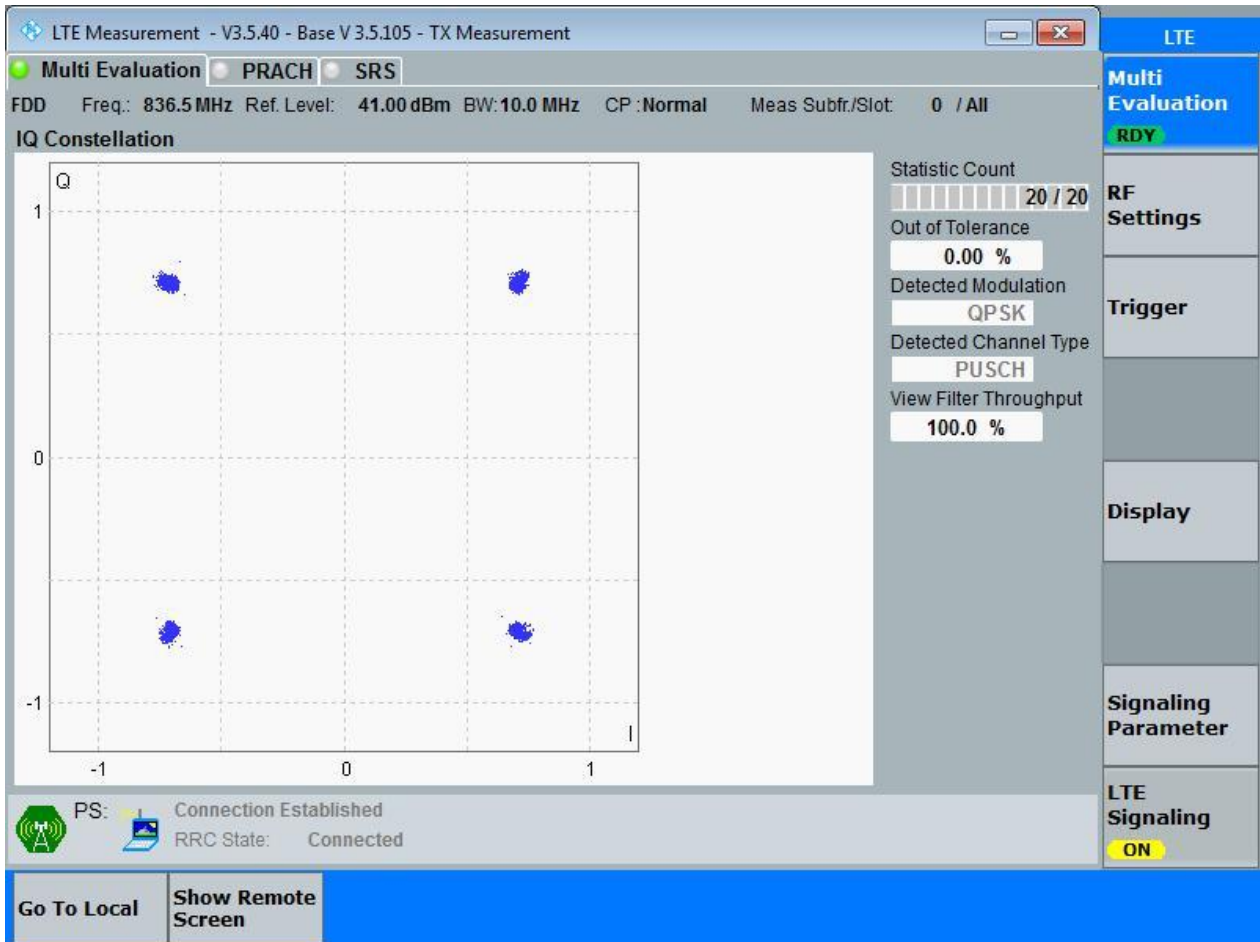 LTE Measurement - V3.5.40 - Base V 3.5.105 - TX Measurement
LTE
Multi Evaluation PRACH SRS
Multi
Evaluation
RDY
FDD Freq.: 836.5 MHz Ref. Level: 41.00 dBm BW: 10.0 MHz CP : Normal Meas Subfr./Slot: 0 / All
IQ Constellation
Q
1
0
-1
I
-1 0 1
Statistic Count
20 / 20
Out of Tolerance
0.00 %
Detected Modulation
QPSK
Detected Channel Type
PUSCH
View Filter Throughput
100.0 %
RF
Settings
Trigger
Display
Signaling
Parameter
LTE
Signaling
ON
PS: Connection Established
RRC State: Connected
Go To Local
Show Remote
Screen